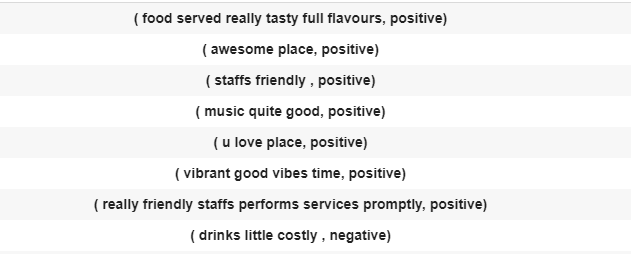 ( food served really tasty full flavours, positive)
( awesome place, positive)
( staffs friendly , positive)
( music quite good, positive)
( u love place, positive)
( vibrant good vibes time, positive)
( really friendly staffs performs services promptly, positive)
( drinks little costly , negative)